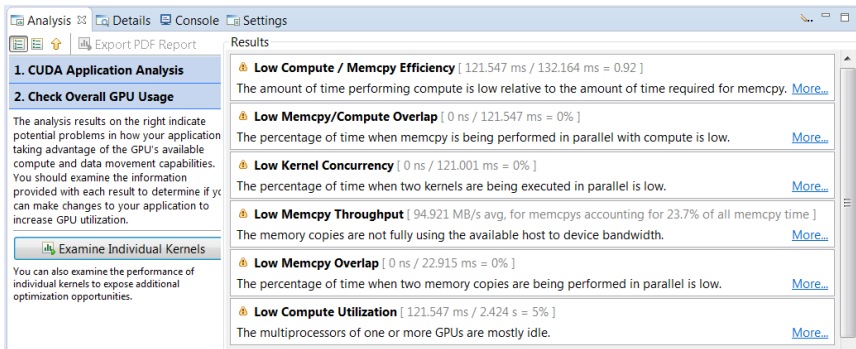 Analysis Details Console Settings
Export PDF Report
Results
1. CUDA Application Analysis
2. Check Overall GPU Usage
The analysis results on the right indicate
potential problems in how your application
taking advantage of the GPU's available
compute and data movement capabilities.
You should examine the information
provided with each result to determine if yo
can make changes to your application to
increase GPU utilization.
Examine Individual Kernels
You can also examine the performance of
individual kernels to expose additional
optimization opportunities.
Low Compute / Memcpy Efficiency [ 121.547 ms / 132.164 ms = 0.92 ]
The amount of time performing compute is low relative to the amount of time required for memcpy. More...
Low Memcpy/Compute Overlap [ 0 ns / 121.547 ms = 0% ]
The percentage of time when memcpy is being performed in parallel with compute is low. More...
Low Kernel Concurrency [ 0 ns / 121.001 ms = 0% ]
The percentage of time when two kernels are being executed in parallel is low. More...
Low Memcpy Throughput [ 94.921 MB/s avg, for memcpys accounting for 23.7% of all memcpy time ]
The memory copies are not fully using the available host to device bandwidth. More...
Low Memcpy Overlap [ 0 ns / 22.915 ms = 0% ]
The percentage of time when two memory copies are being performed in parallel is low. More...
Low Compute Utilization [ 121.547 ms / 2.424 s = 5% ]
The multiprocessors of one or more GPUs are mostly idle. More...